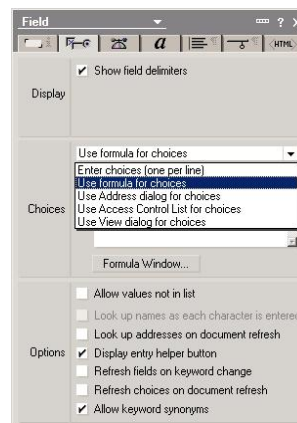 Field
?
a
HTML
Display
Show field delimiters
Choices
Use formula for choices
Enter choices (one per line)
Use formula for choices
Use Address dialog for choices
Use Access Control List for choices
Use View dialog for choices
Formula Window...
Options
Allow values not in list
Look up names as each character is entere
Look up addresses on document refresh
Display entry helper button
Refresh fields on keyword change
Refresh choices on document refresh
Allow keyword synonyms